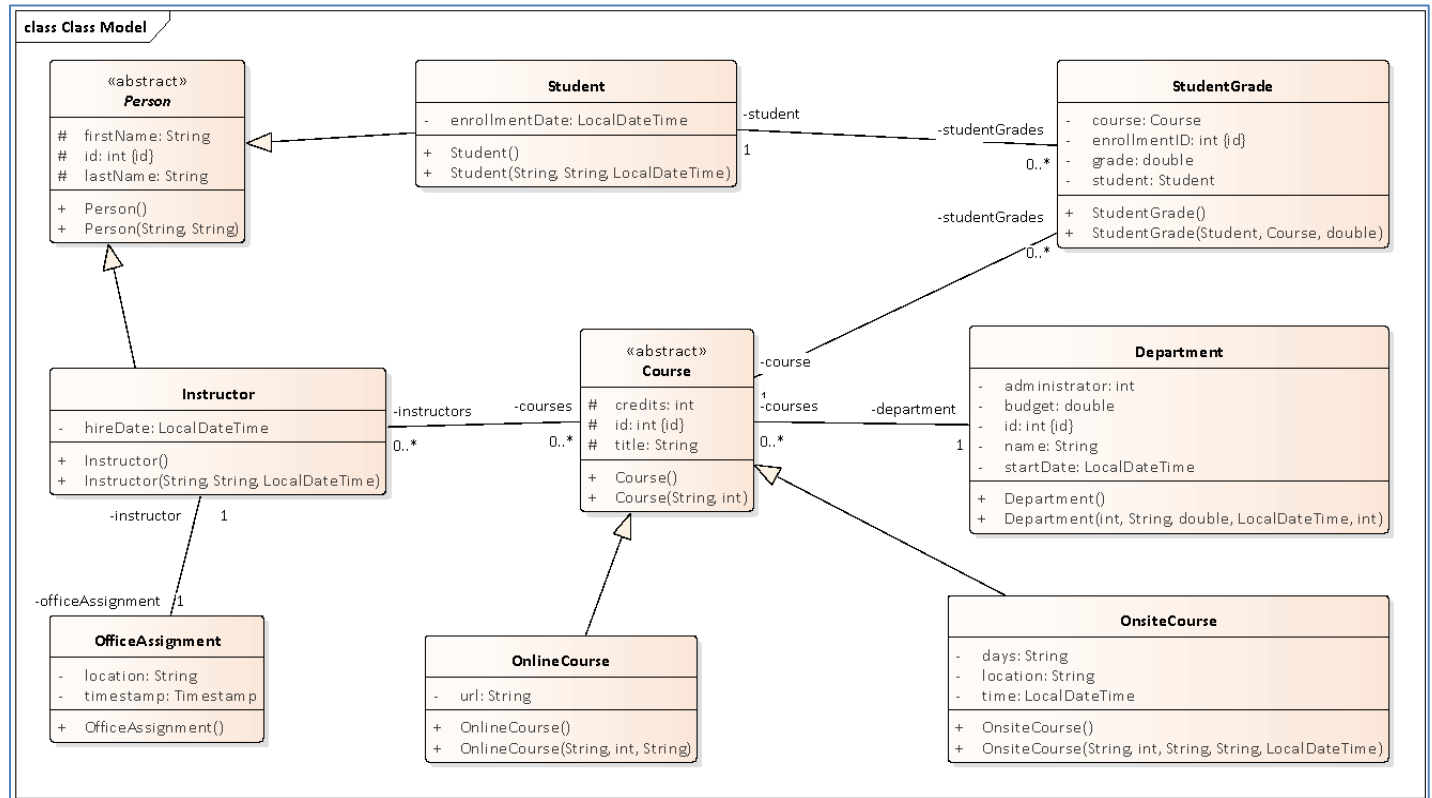 class Class Model
«abstract»
Person
# firstName: String
# id: int {id}
# lastName: String
+ Person()
+ Person(String, String)
Student
- enrollmentDate: LocalDateTime
+ Student()
+ Student(String, String, LocalDateTime)
-student
1
-studentGrades
0..*
StudentGrade
- course: Course
- enrollmentID: int {id}
- grade: double
- student: Student
+ StudentGrade()
+ StudentGrade(Student, Course, double)
-studentGrades
0..*
-course
1
Instructor
- hireDate: LocalDateTime
+ Instructor()
+ Instructor(String, String, LocalDateTime)
-instructors
0..*
-courses
0..*
«abstract»
Course
# credits: int
# id: int {id}
# title: String
+ Course()
+ Course(String, int)
-courses
0..*
-department
1
Department
- administrator: int
- budget: double
- id: int {id}
- name: String
- startDate: LocalDateTime
+ Department()
+ Department(int, String, double, LocalDateTime, int)
-instructor
1
-officeAssignment
1
OfficeAssignment
- location: String
- timestamp: Timestamp
+ OfficeAssignment()
OnlineCourse
- url: String
+ OnlineCourse()
+ OnlineCourse(String, int, String)
OnsiteCourse
- days: String
- location: String
- time: LocalDateTime
+ OnsiteCourse()
+ OnsiteCourse(String, int, String, String, LocalDateTime)